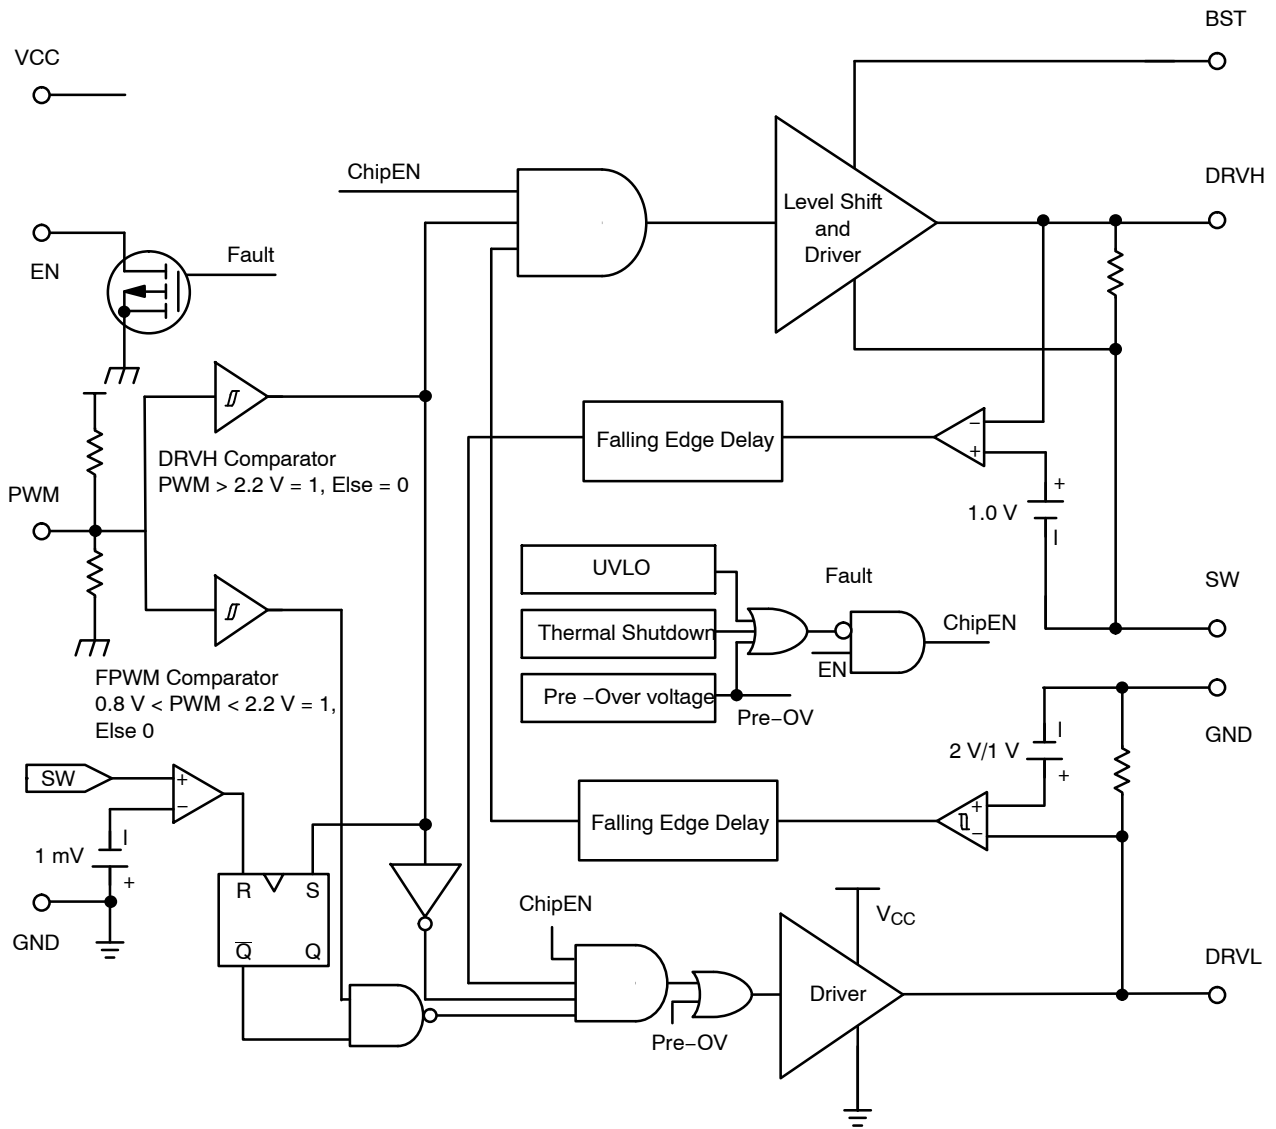 BST
VCC
ChipEN
DRVH
Level Shift
and
Driver
EN
Fault
Falling Edge Delay
−
+
DRVH Comparator
PWM > 2.2 V = 1, Else = 0
PWM
+
1.0 V
UVLO
Fault
SW
Thermal Shutdown
ChipEN
EN
FPWM Comparator
0.8 V < PWM < 2.2 V = 1,
Else 0
Pre −Over voltage
Pre−OV
GND
2 V/1 V
+
SW
+
−
Falling Edge Delay
+
−
1 mV
+
R
S
Q
Q
GND
ChipEN
VCC
Driver
DRVL
Pre−OV